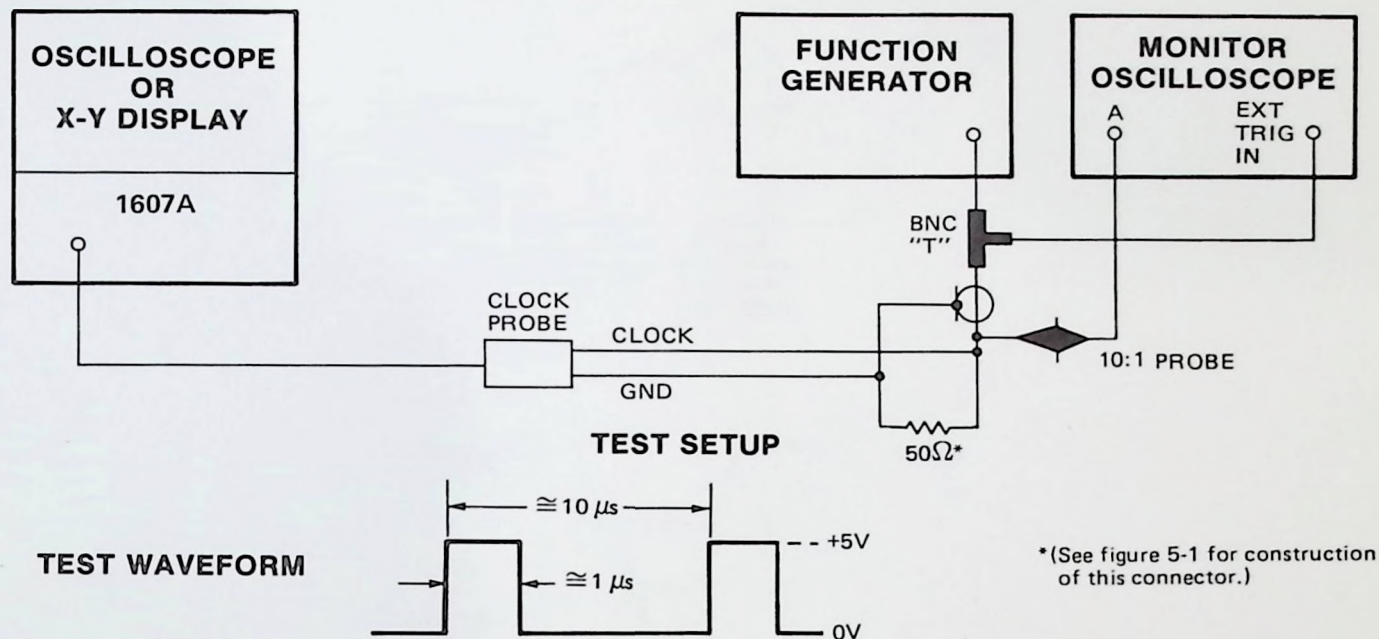 OSCILLOSCOPE
OR
X-Y DISPLAY
1607A
FUNCTION
GENERATOR
MONITOR
OSCILLOSCOPE
A
EXT
TRIG
IN
BNC
"T"
CLOCK
PROBE
CLOCK
GND
10:1 PROBE
50Ω*
TEST SETUP
≅10 μs
+5V
TEST WAVEFORM
≅1 μs
0V
*(See figure 5-1 for construction
of this connector.)